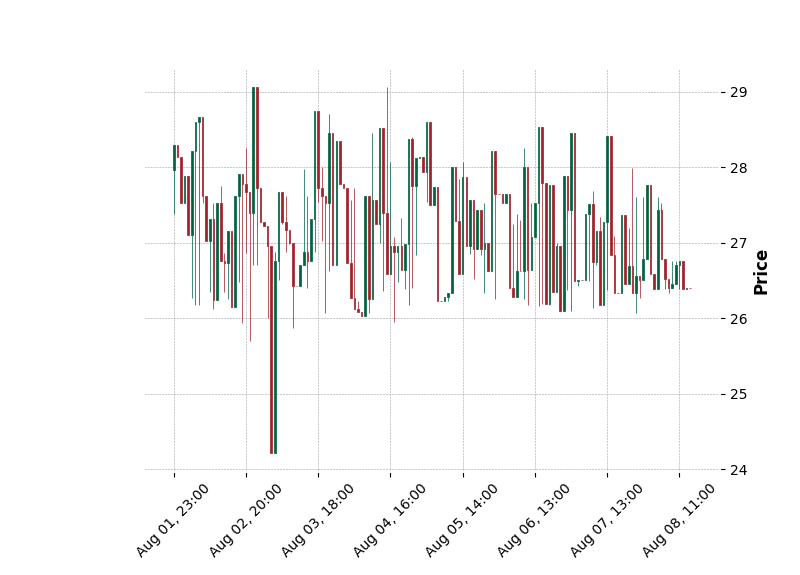 29
28
27
26
25
24
Price
Aug 01, 23:00
Aug 02, 20:00
Aug 03, 18:00
Aug 04, 16:00
Aug 05, 14:00
Aug 06, 13:00
Aug 07, 13:00
Aug 08, 11:00